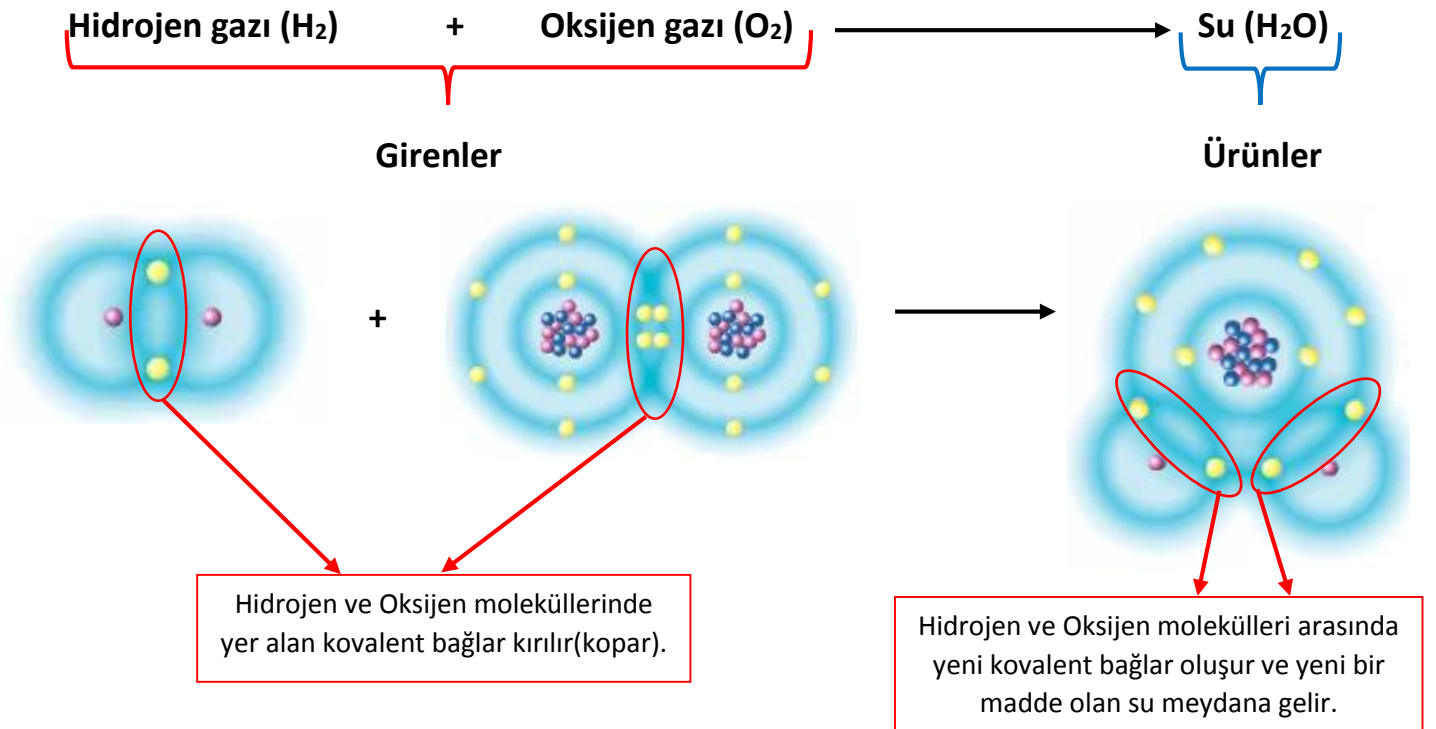 Hidrojen gazı (H₂) + Oksijen gazı (O₂) Su (H₂O)
Girenler Ürünler
+
Hidrojen ve Oksijen moleküllerinde
yer alan kovalent bağlar kırılır(kopar).
Hidrojen ve Oksijen molekülleri arasında
yeni kovalent bağlar oluşur ve yeni bir
madde olan su meydana gelir.